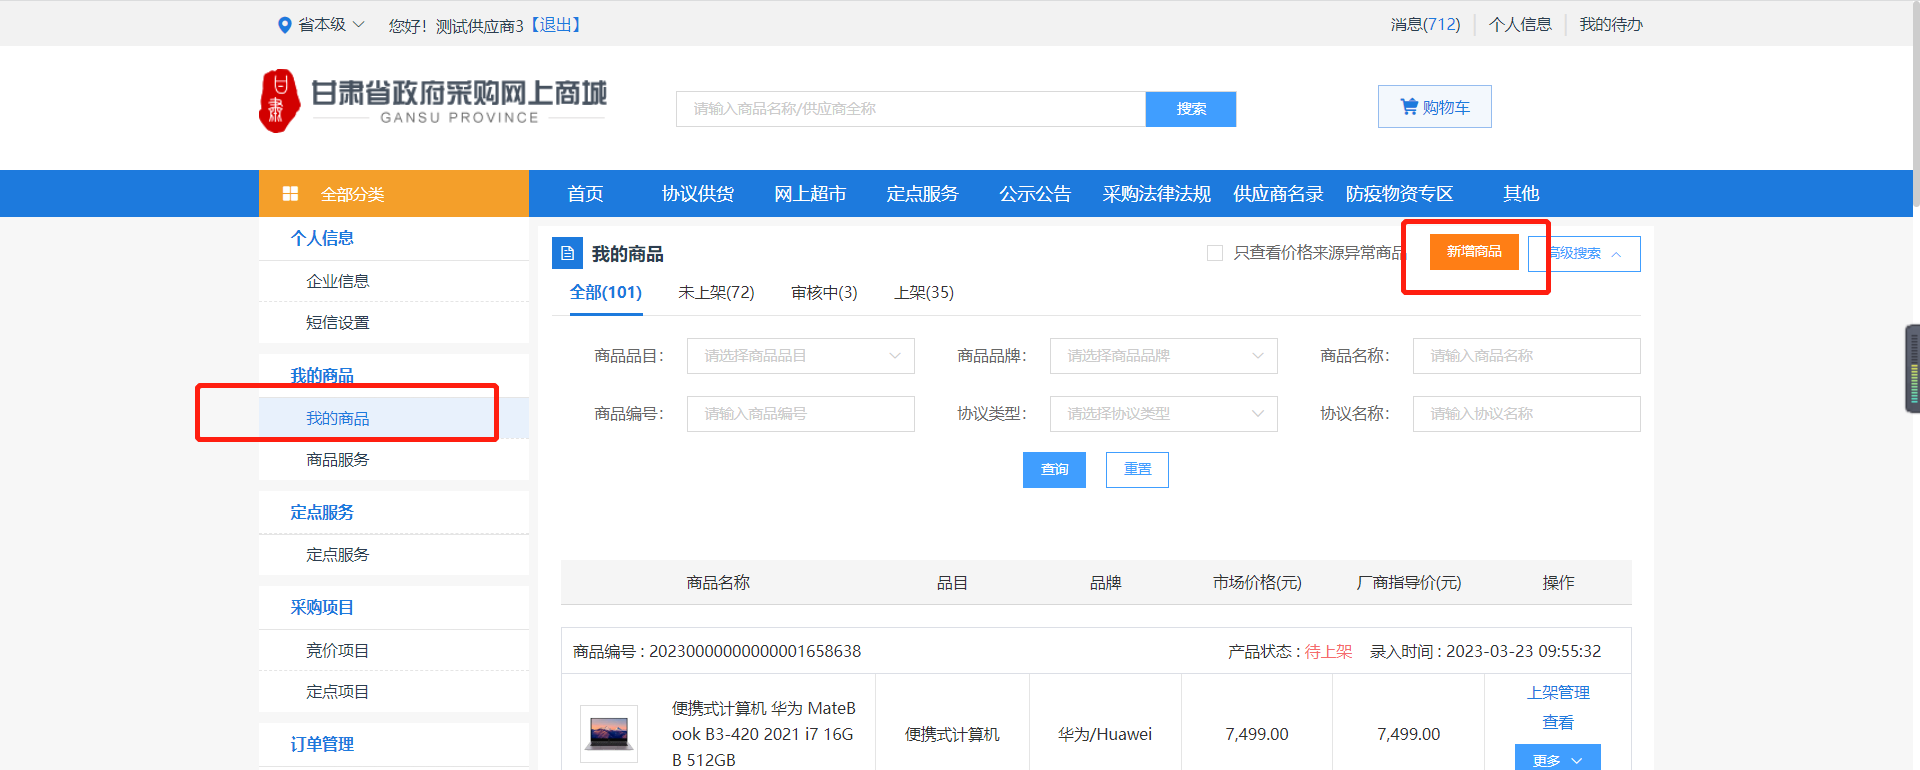 省本级 您好！测试供应商3【退出】 消息(712) 个人信息 我的待办
甘肃省政府采购网上商城
GANSU PROVINCE
甘肃
请输入商品名称/供应商全称 搜索 购物车
全部分类 首页 协议供货 网上超市 定点服务 公示公告 采购法律法规 供应商名录 防疫物资专区 其他
个人信息
企业信息
短信设置
我的商品
我的商品
商品服务
定点服务
定点服务
采购项目
竞价项目
定点项目
订单管理
我的商品 只查看价格来源异常商品 新增商品 高级搜索
全部(101) 未上架(72) 审核中(3) 上架(35)
商品品目： 请选择商品品目 商品品牌： 请选择商品品牌 商品名称： 请输入商品名称
商品编号： 请输入商品编号 协议类型： 请选择协议类型 协议名称： 请输入协议名称
查询 重置
商品名称 品目 品牌 市场价格(元) 厂商指导价(元) 操作
商品编号 : 20230000000000001658638 产品状态 : 待上架 录入时间 : 2023-03-23 09:55:32
便携式计算机 华为 MateB
ook B3-420 2021 i7 16G
B 512GB
便携式计算机 华为/Huawei 7,499.00 7,499.00
上架管理
查看
更多